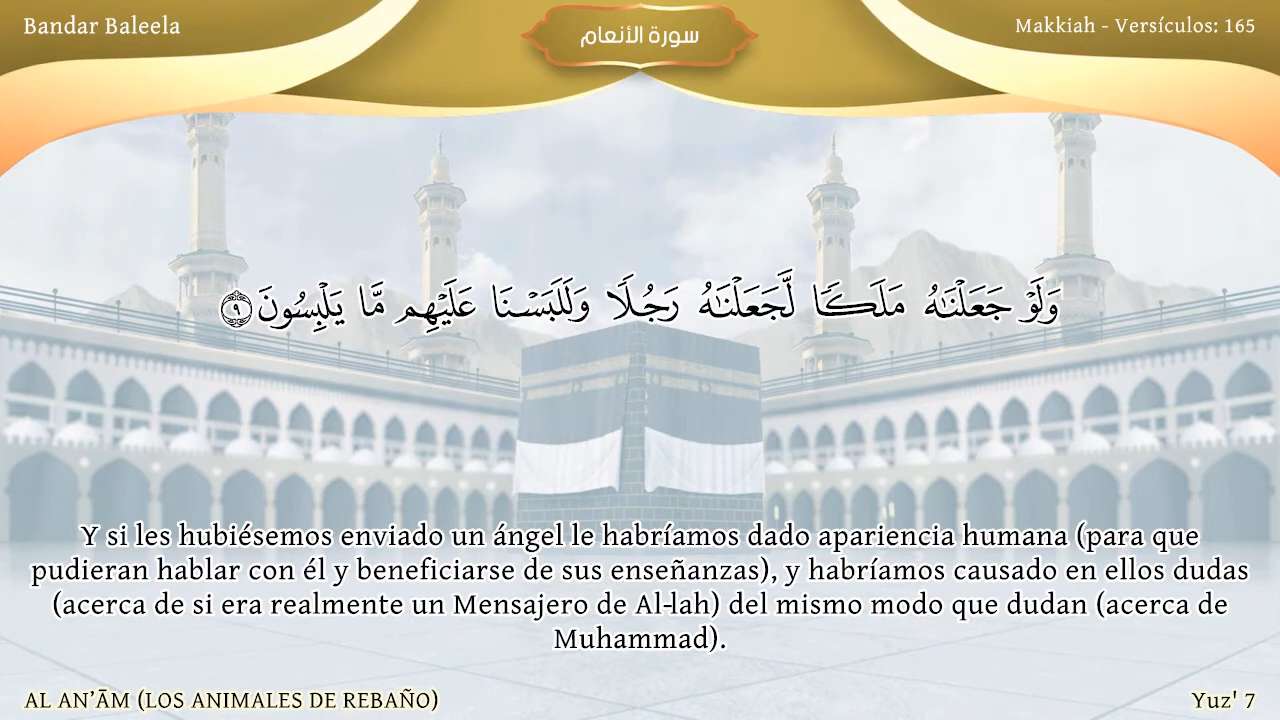 Bandar Baleela
سورة الأنعام
Makkiah - Versículos: 165
وَلَوْ جَعَلْنَـٰهُ مَلَكًا لَّجَعَلْنَـٰهُ رَجُلًا وَلَلَبَسْنَا عَلَيْهِم مَّا يَلْبِسُونَ ٩
Y si les hubiésemos enviado un ángel le habríamos dado apariencia humana (para que
pudieran hablar con él y beneficiarse de sus enseñanzas), y habríamos causado en ellos dudas
(acerca de si era realmente un Mensajero de Al-lah) del mismo modo que dudan (acerca de
Muhammad).
AL AN’ĀM (LOS ANIMALES DE REBAÑO)
Yuz' 7